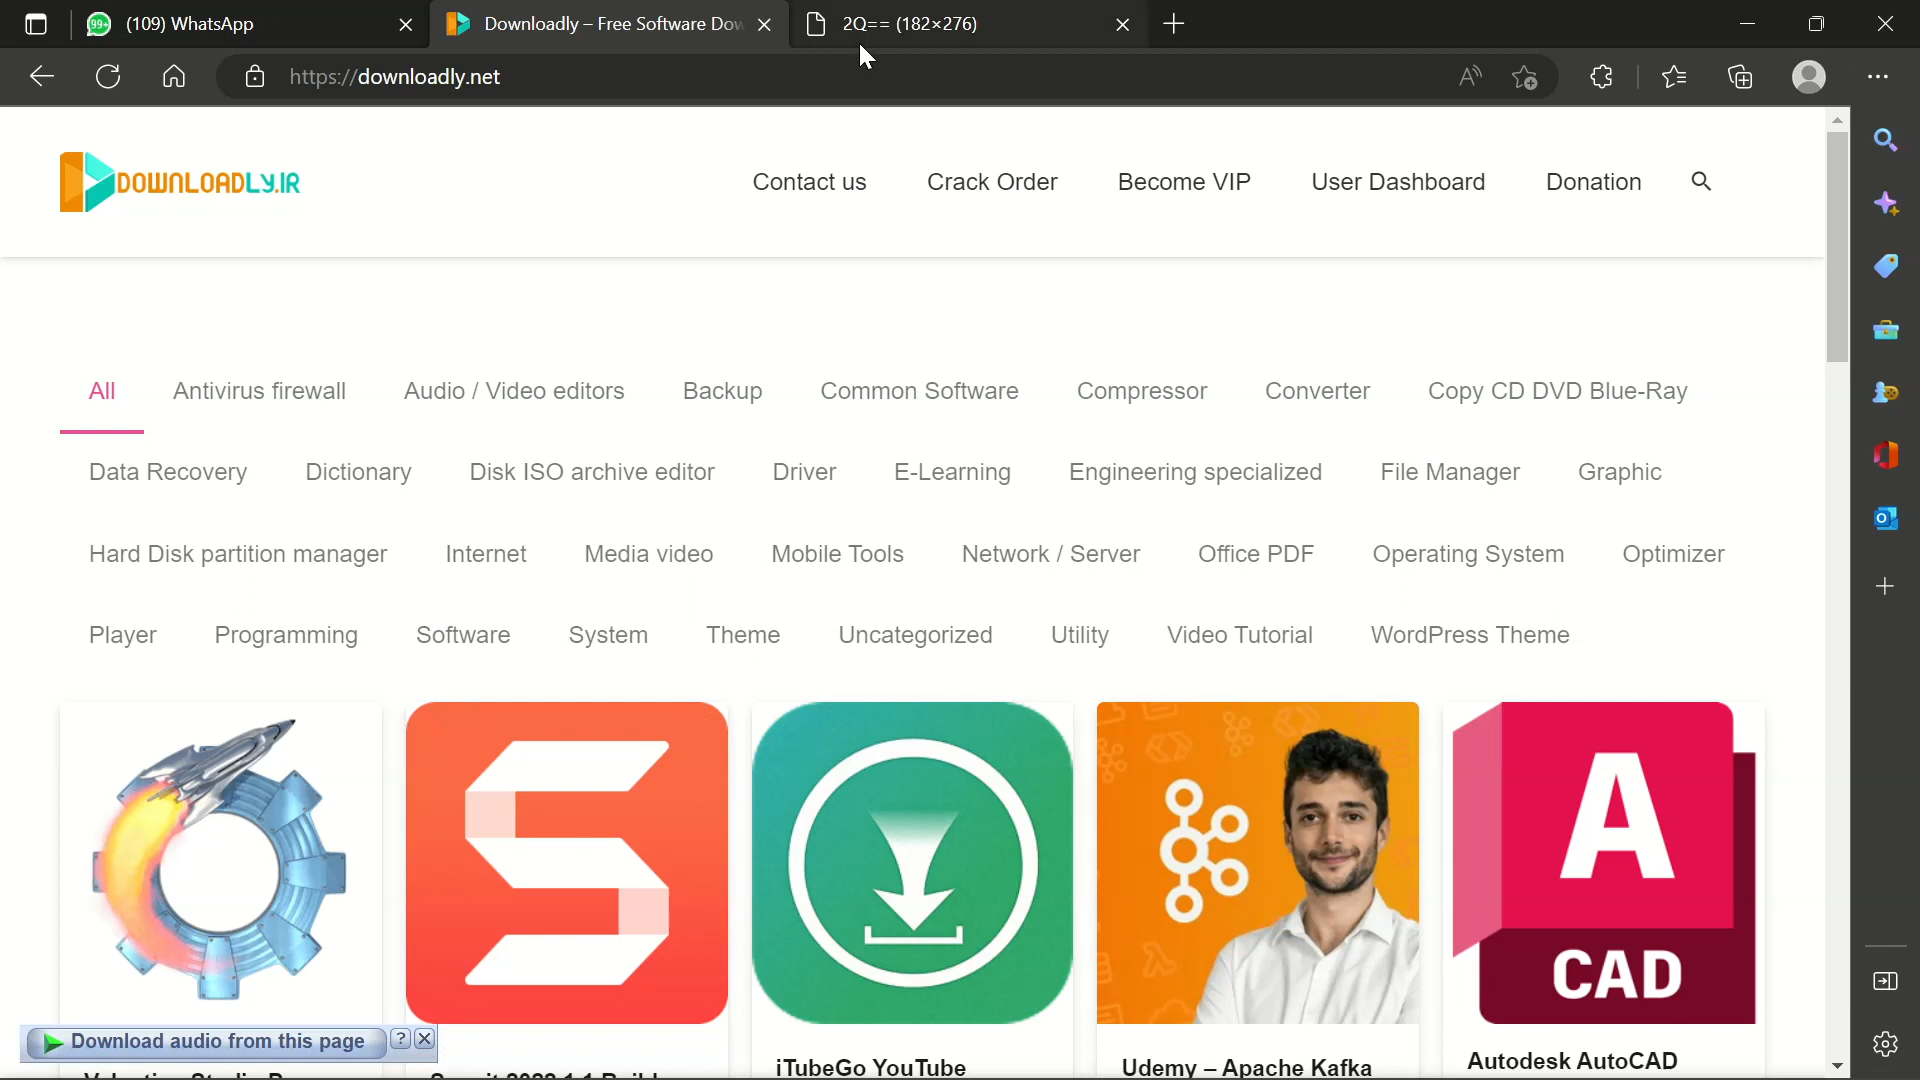 (109) WhatsApp
Downloadly – Free Software Dow
2Q== (182×276)
https://downloadly.net
DOWNLOADLY.IR
Contact us
Crack Order
Become VIP
User Dashboard
Donation
All
Antivirus firewall
Audio / Video editors
Backup
Common Software
Compressor
Converter
Copy CD DVD Blue-Ray
Data Recovery
Dictionary
Disk ISO archive editor
Driver
E-Learning
Engineering specialized
File Manager
Graphic
Hard Disk partition manager
Internet
Media video
Mobile Tools
Network / Server
Office PDF
Operating System
Optimizer
Player
Programming
Software
System
Theme
Uncategorized
Utility
Video Tutorial
WordPress Theme
A
CAD
Download audio from this page
iTubeGo YouTube
Udemy – Apache Kafka
Autodesk AutoCAD